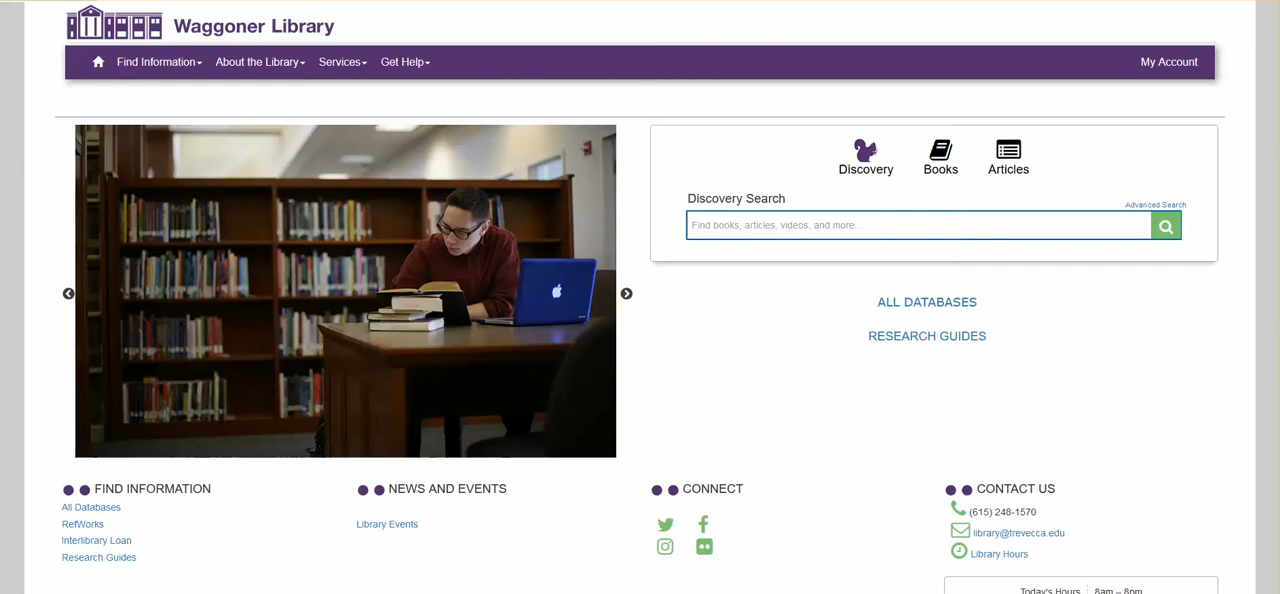 Waggoner Library
Find Information
About the Library
Services
Get Help
My Account
Discovery
Books
Articles
Discovery Search
Advanced Search
Find books, articles, videos, and more...
ALL DATABASES
RESEARCH GUIDES
FIND INFORMATION
All Databases
RefWorks
Interlibrary Loan
Research Guides
NEWS AND EVENTS
Library Events
CONNECT
CONTACT US
(615) 248-1570
library@trevecca.edu
Library Hours
Today's Hours 8am – 8pm